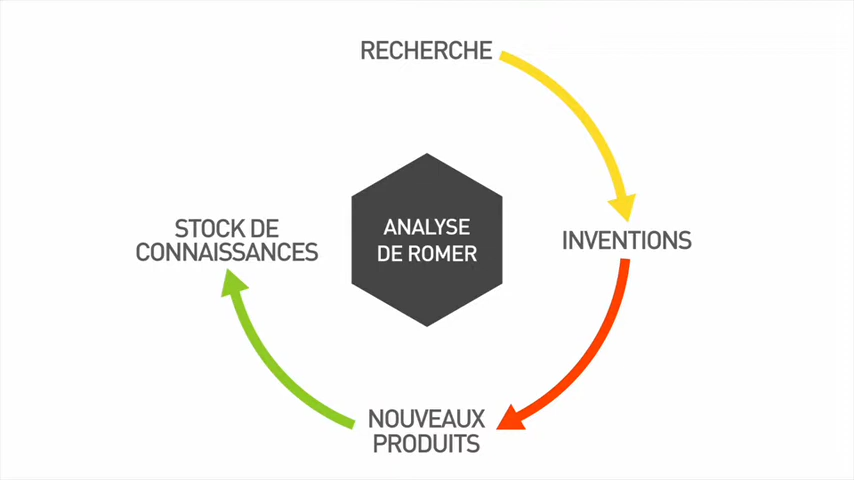 RECHERCHE
ANALYSE
DE ROMER
STOCK DE
CONNAISSANCES
INVENTIONS
NOUVEAUX
PRODUITS